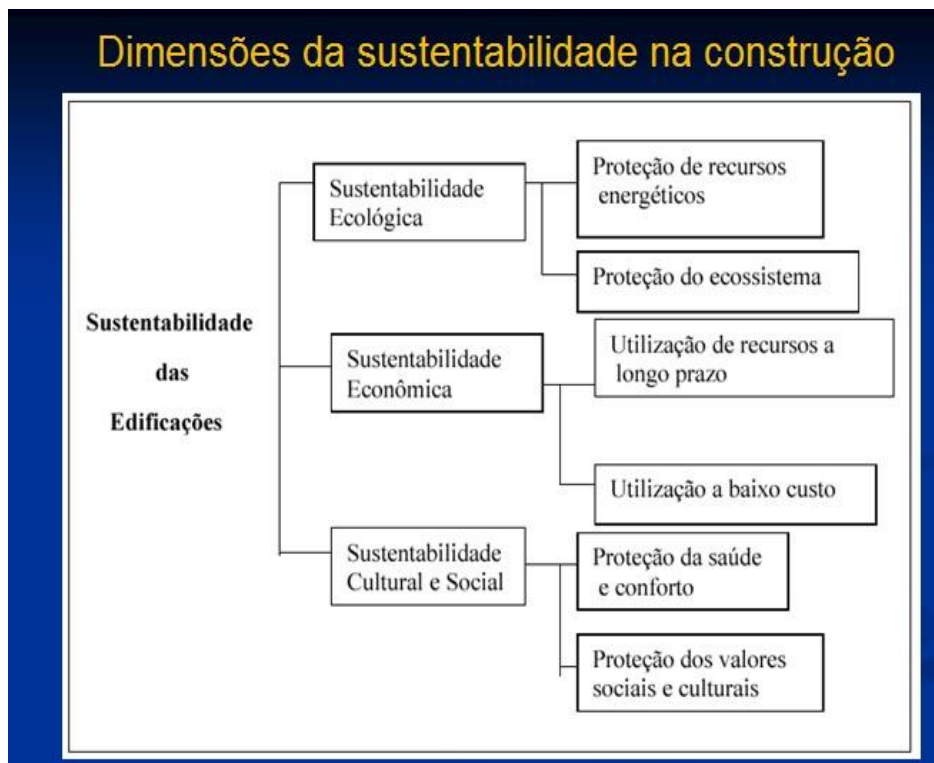 Dimensões da sustentabilidade na construção
Sustentabilidade
das
Edificações
Sustentabilidade
Ecológica
Proteção de recursos
energéticos
Proteção do ecossistema
Sustentabilidade
Econômica
Utilização de recursos a
longo prazo
Utilização a baixo custo
Sustentabilidade
Cultural e Social
Proteção da saúde
e conforto
Proteção dos valores
sociais e culturais